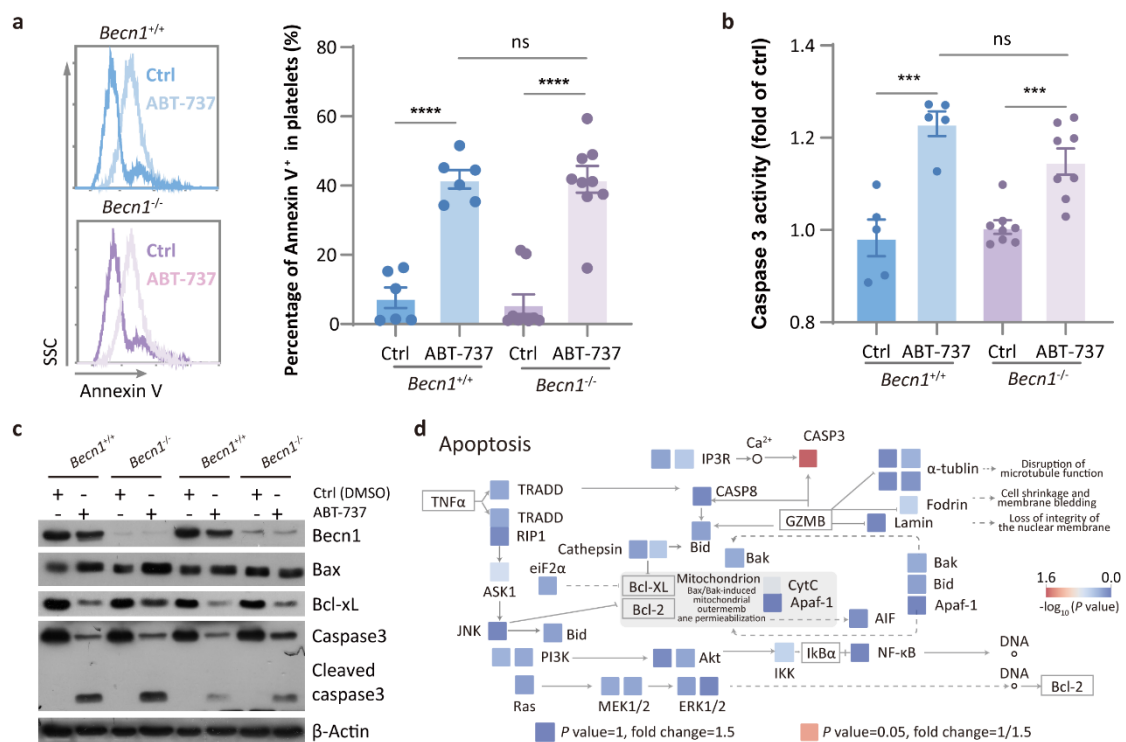 a
Becn1+/+
Ctrl
ABT-737
Becn1-/-
Ctrl
ABT-737
SSC
Annexin V
Percentage of Annexin V+ in platelets (%)
80
60
40
20
0
ns
****
****
Ctrl ABT-737 Ctrl ABT-737
Becn1+/+ Becn1-/-
b
Caspase 3 activity (fold of ctrl)
1.4
1.2
1.0
0.8
ns
***
***
Ctrl ABT-737 Ctrl ABT-737
Becn1+/+ Becn1-/-
c
Becn1+/+ Becn1-/- Becn1+/+ Becn1-/-
+ - + - + - + - Ctrl (DMSO)
- + - + - + - + ABT-737
Becn1
Bax
Bcl-xL
Caspase3
Cleaved
caspase3
β-Actin
d
Apoptosis
TNFα
TRADD
TRADD
RIP1
ASK1
JNK
Bid
eiF2α
Cathepsin
Bid
IP3R
Ca2+
CASP3
CASP8
GZMB
α-tublin
Fodrin
Lamin
Disruption of
microtubule function
Cell shrinkage and
membrane bledding
Loss of integrity of
the nuclear membrane
Bak
Bcl-XL
Bcl-2
Mitochondrion
Bax/Bak-induced
mitochondrial
outermemb
ane permieabilization
CytC
Apaf-1
AIF
Bak
Bid
Apaf-1
PI3K
Akt
IKK
IkBα
NF-κB
DNA
Ras
MEK1/2
ERK1/2
DNA
Bcl-2
1.6 0.0
-log10(P value)
P value=1, fold change=1.5
P value=0.05, fold change=1/1.5